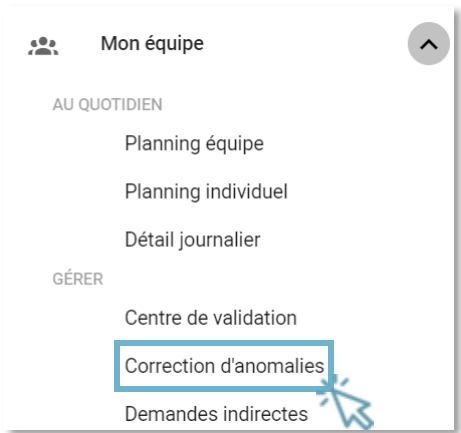 Mon équipe
AU QUOTIDIEN
Planning équipe
Planning individuel
Détail journalier
GÉRER
Centre de validation
Correction d'anomalies
Demandes indirectes